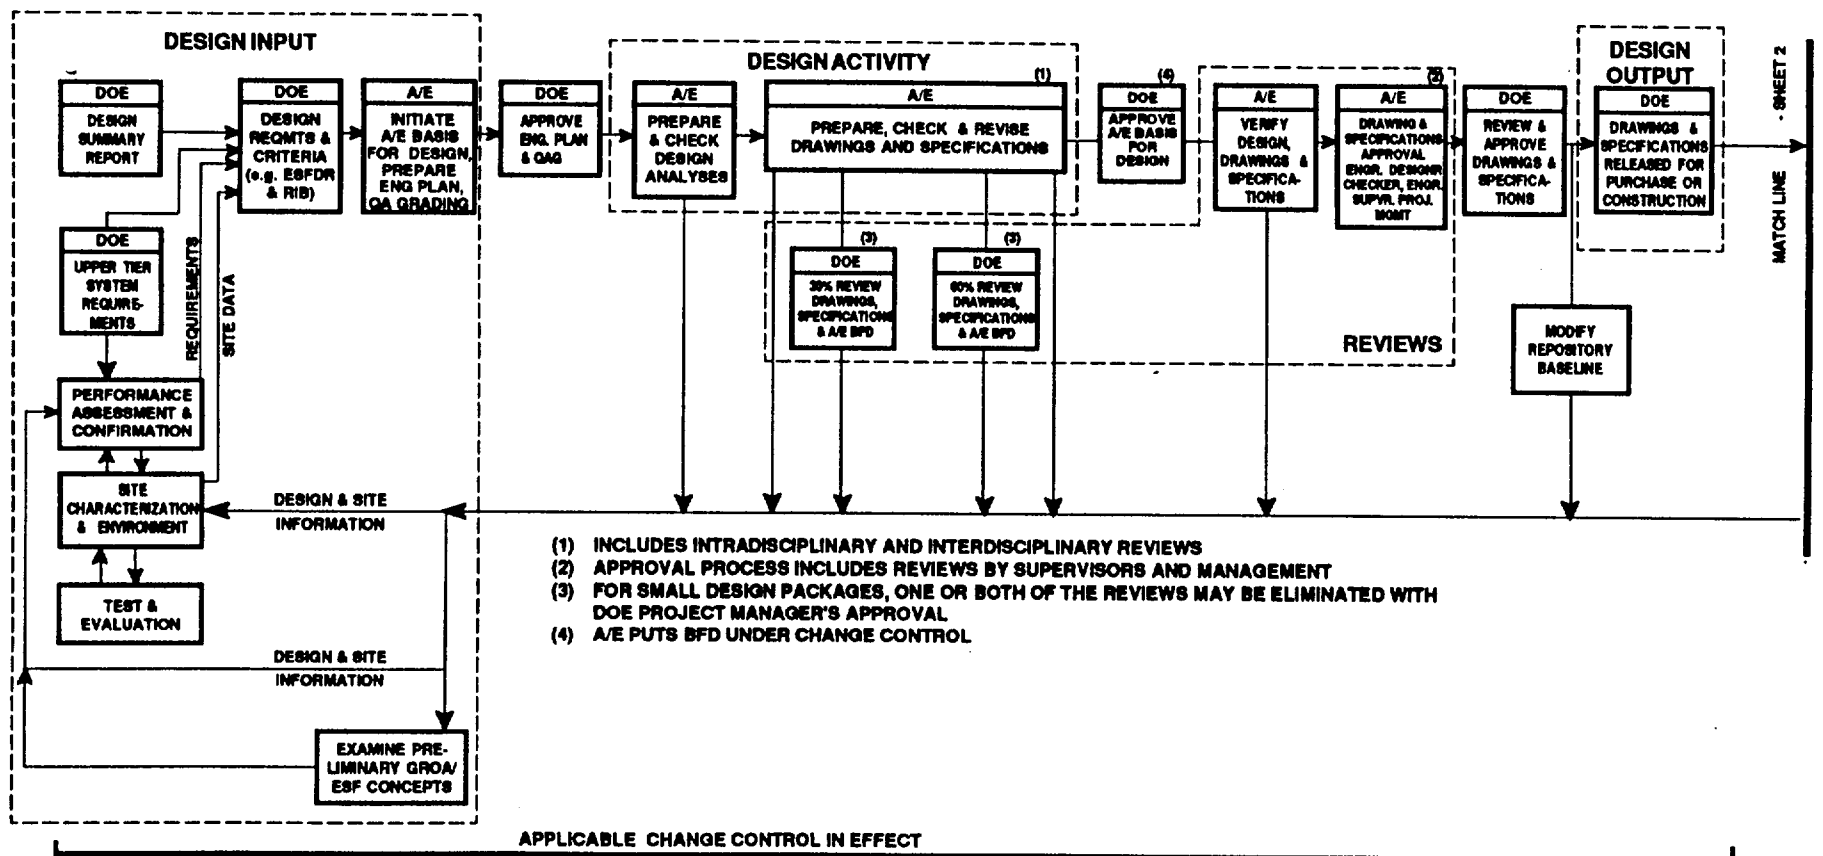 DESIGN INPUT
DOE
DESIGN
SUMMARY
REPORT
DOE
DESIGN
REQMTS &
CRITERIA
(e.g. ESFDR
& RIB)
A/E
INITIATE
A/E BASIS
FOR DESIGN,
PREPARE
ENG PLAN,
QA GRADING
DOE
APPROVE
ENG. PLAN
& QAG
DESIGN ACTIVITY
A/E
PREPARE
& CHECK
DESIGN
ANALYSES
(1)
A/E
PREPARE, CHECK & REVISE
DRAWINGS AND SPECIFICATIONS
(4)
DOE
APPROVE
A/E BASIS
FOR
DESIGN
A/E
VERIFY
DESIGN,
DRAWINGS &
SPECIFICA-
TIONS
(2)
A/E
DRAWING &
SPECIFICATIONS
APPROVAL
ENGR. DESIGNR
CHECKER, ENGR.
SUPVR. PROJ.
MGMT
DOE
REVIEW &
APPROVE
DRAWINGS &
SPECIFICA-
TIONS
DESIGN
OUTPUT
DOE
DRAWINGS &
SPECIFICATIONS
RELEASED FOR
PURCHASE OR
CONSTRUCTION
MATCH LINE - SHEET 2
DOE
UPPER TIER
SYSTEM
REQUIRE-
MENTS
REQUIREMENTS
SITE DATA
(3)
DOE
30% REVIEW
DRAWINGS,
SPECIFICATIONS
& A/E BFD
(3)
DOE
60% REVIEW
DRAWINGS,
SPECIFICATIONS
& A/E BFD
REVIEWS
MODIFY
REPOSITORY
BASELINE
PERFORMANCE
ASSESSMENT &
CONFIRMATION
SITE
CHARACTERIZATION
& ENVIRONMENT
DESIGN & SITE
INFORMATION
TEST &
EVALUATION
DESIGN & SITE
INFORMATION
EXAMINE PRE-
LIMINARY GROA/
ESF CONCEPTS
(1) INCLUDES INTRADISCIPLINARY AND INTERDISCIPLINARY REVIEWS
(2) APPROVAL PROCESS INCLUDES REVIEWS BY SUPERVISORS AND MANAGEMENT
(3) FOR SMALL DESIGN PACKAGES, ONE OR BOTH OF THE REVIEWS MAY BE ELIMINATED WITH
DOE PROJECT MANAGER'S APPROVAL
(4) A/E PUTS BFD UNDER CHANGE CONTROL
APPLICABLE CHANGE CONTROL IN EFFECT